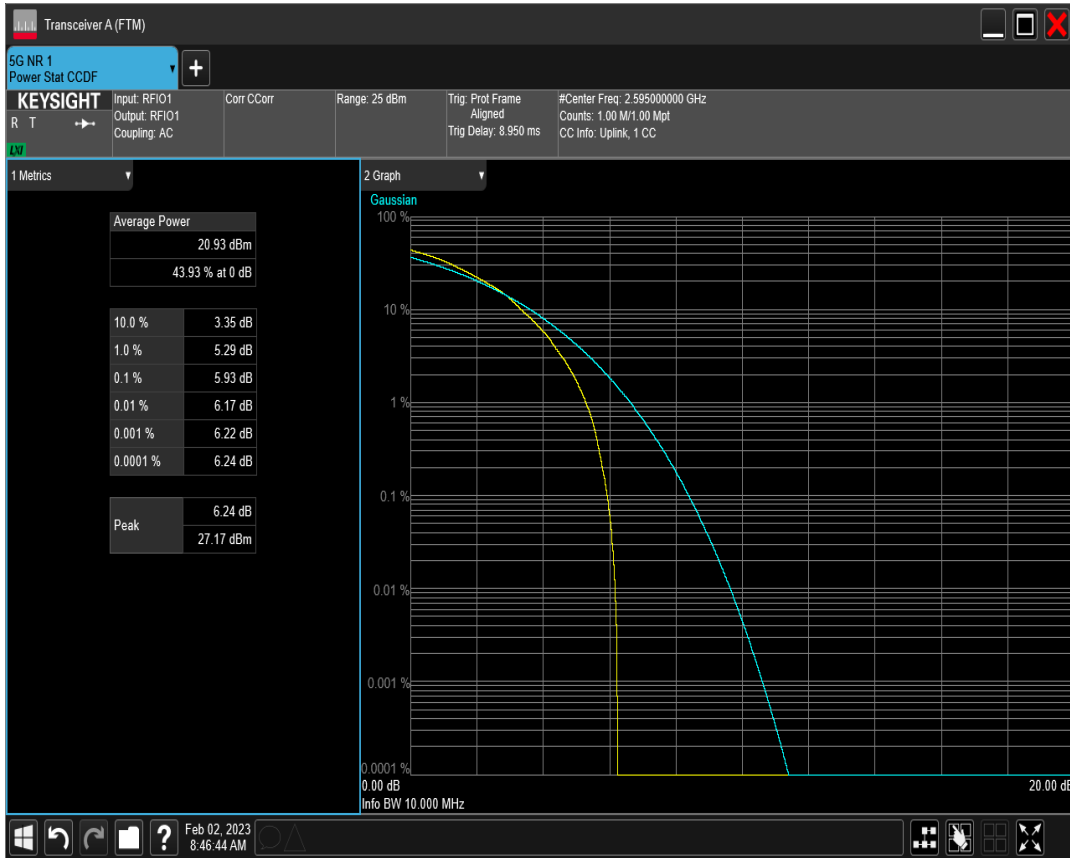 Transceiver A (FTM)
5G NR 1
Power Stat CCDF
+
KEYSIGHT
R T
LXI
Input: RFIO1
Output: RFIO1
Coupling: AC
Corr CCorr
Range: 25 dBm
Trig: Prot Frame
Aligned
Trig Delay: 8.950 ms
#Center Freq: 2.595000000 GHz
Counts: 1.00 M/1.00 Mpt
CC Info: Uplink, 1 CC
1 Metrics
Average Power
20.93 dBm
43.93 % at 0 dB
10.0 % 3.35 dB
1.0 % 5.29 dB
0.1 % 5.93 dB
0.01 % 6.17 dB
0.001 % 6.22 dB
0.0001 % 6.24 dB
Peak
6.24 dB
27.17 dBm
2 Graph
Gaussian
100 %
10 %
1 %
0.1 %
0.01 %
0.001 %
0.0001 %
0.00 dB 20.00 dB
Info BW 10.000 MHz
?
Feb 02, 2023
8:46:44 AM